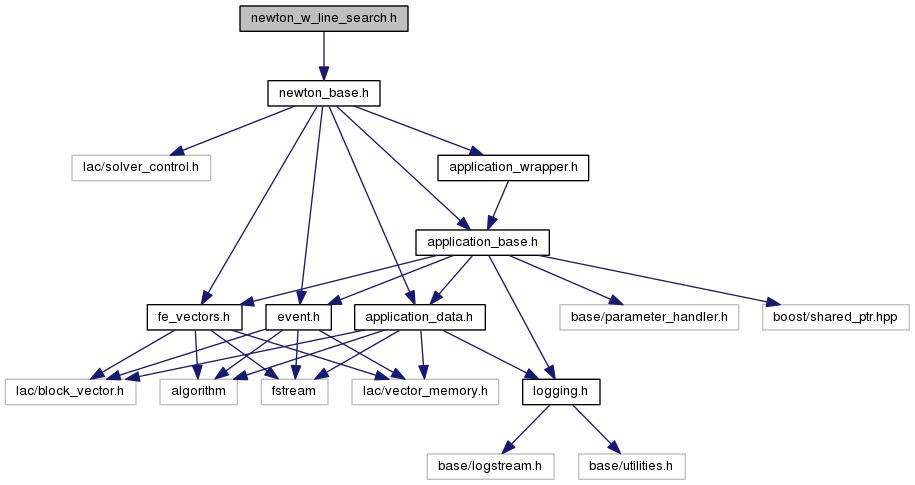 newton_w_line_search.h
newton_base.h
lac/solver_control.h
application_wrapper.h
application_base.h
fe_vectors.h
event.h
application_data.h
base/parameter_handler.h
boost/shared_ptr.hpp
lac/block_vector.h
algorithm
fstream
lac/vector_memory.h
logging.h
base/logstream.h
base/utilities.h